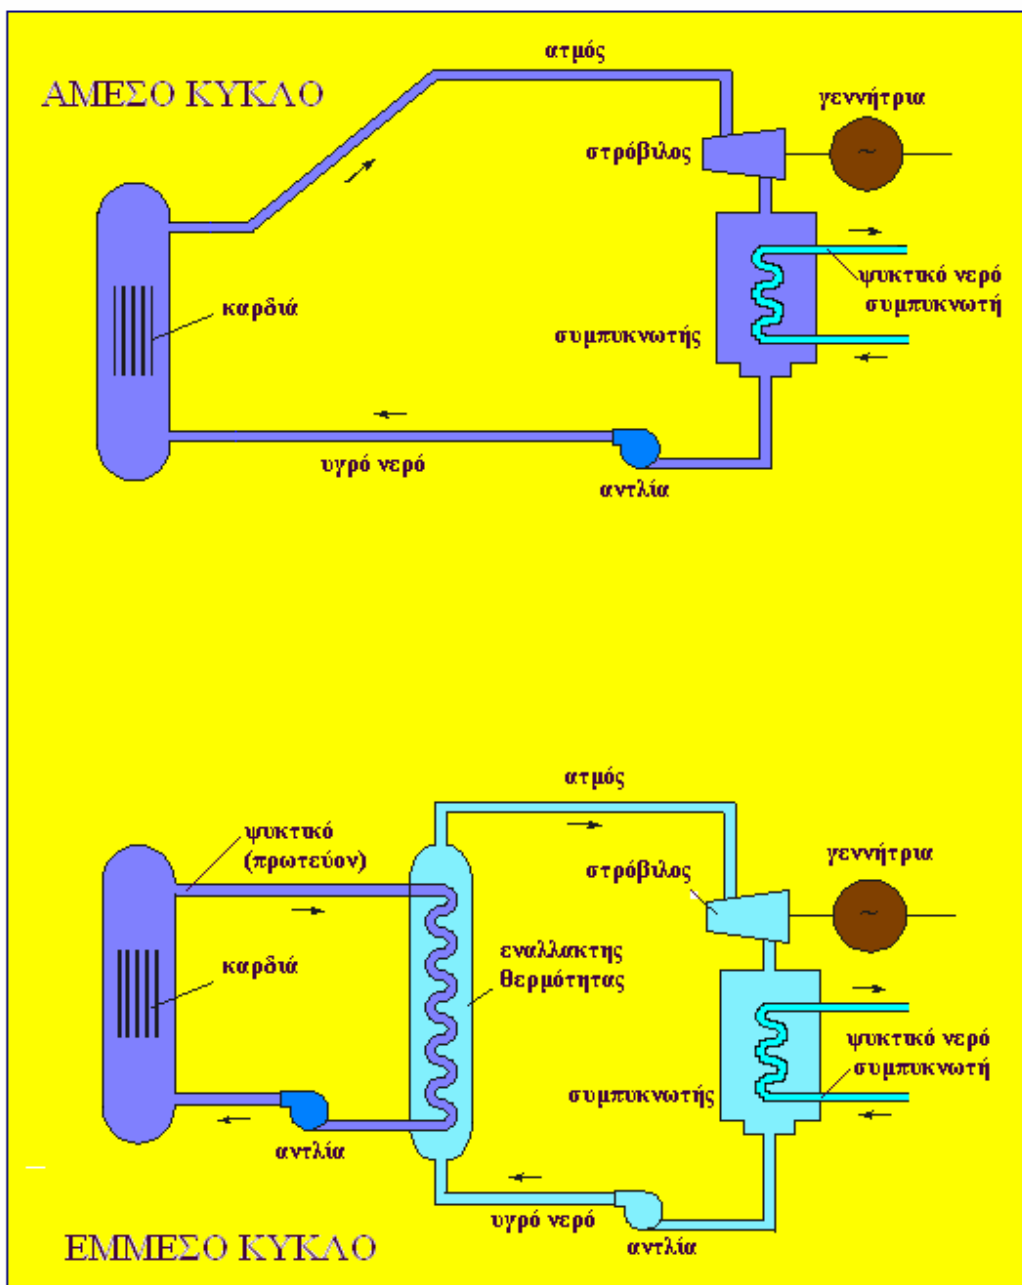 ΑΜΕΣΟ ΚΥΚΛΟ
ατμός
γεννήτρια
~
στρόβιλος
καρδιά
ψυκτικό νερό
συμπυκνωτή
συμπυκνωτής
υγρό νερό
αντλία
ατμός
ψυκτικό
(πρωτεύον)
γεννήτρια
~
στρόβιλος
εναλλακτης
θερμότητας
καρδιά
ψυκτικό νερό
συμπυκνωτή
συμπυκνωτής
αντλία
υγρό νερό
αντλία
ΕΜΜΕΣΟ ΚΥΚΛΟ